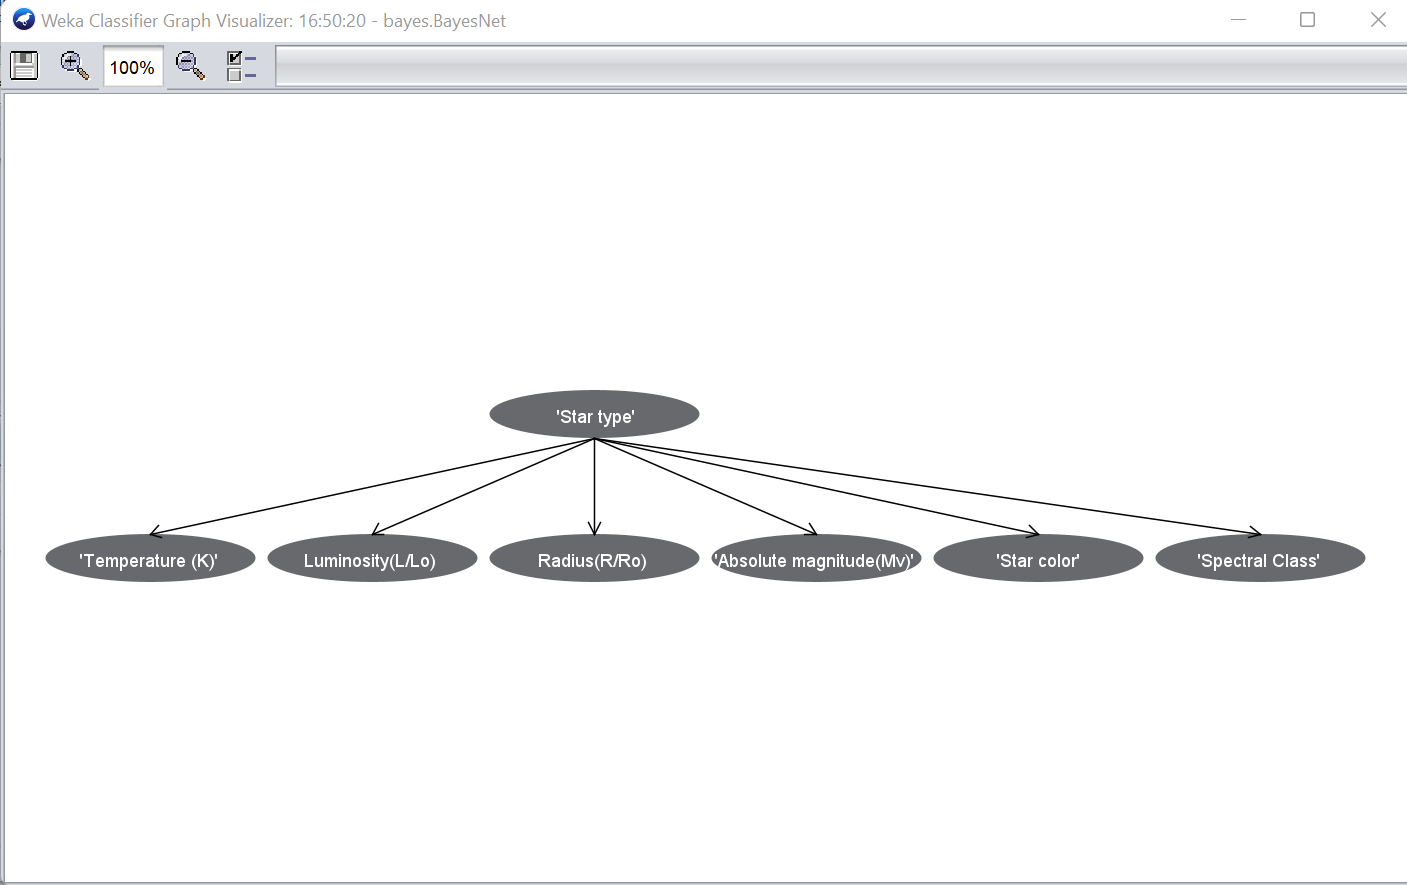 Weka Classifier Graph Visualizer: 16:50:20 - bayes.BayesNet
100%
'Star type'
'Temperature (K)' Luminosity(L/Lo) Radius(R/Ro) 'Absolute magnitude(Mv)' 'Star color' 'Spectral Class'